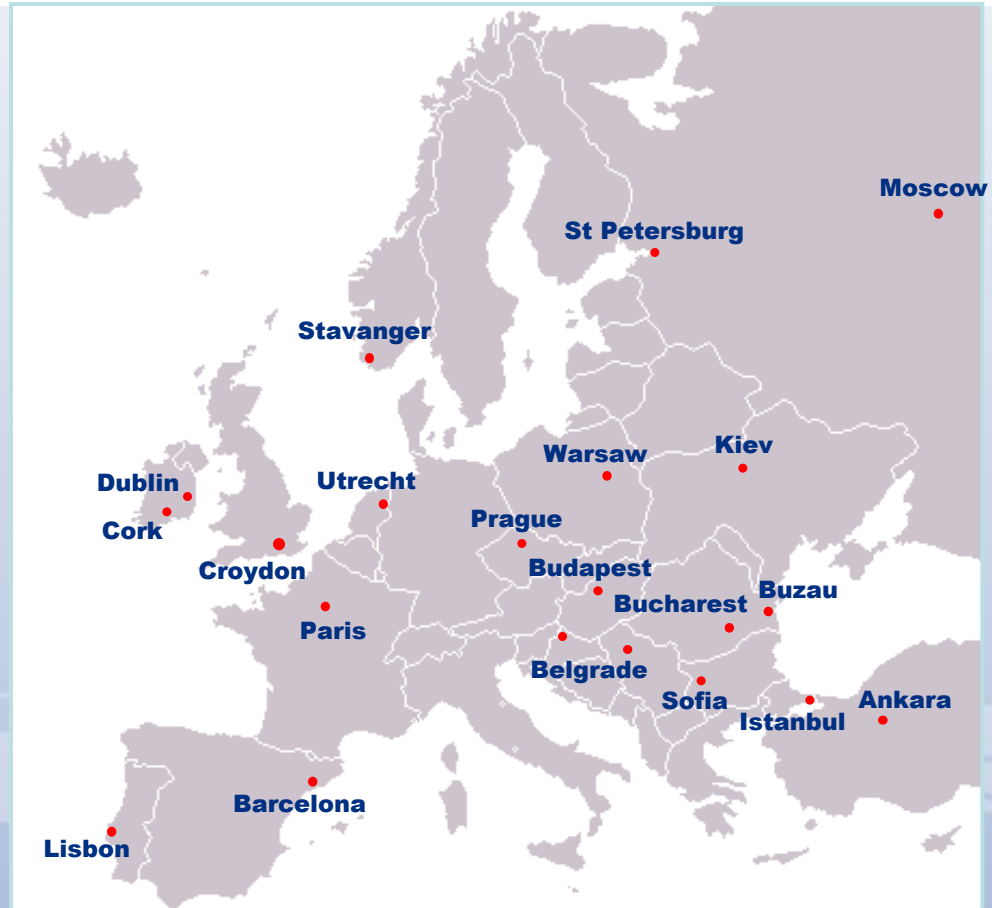 Moscow
St Petersburg
Stavanger
Kiev
Warsaw
Utrecht
Dublin
Prague
Cork
Budapest
Croydon
Buzau
Bucharest
Paris
Belgrade
Sofia
Ankara
Istanbul
Barcelona
Lisbon